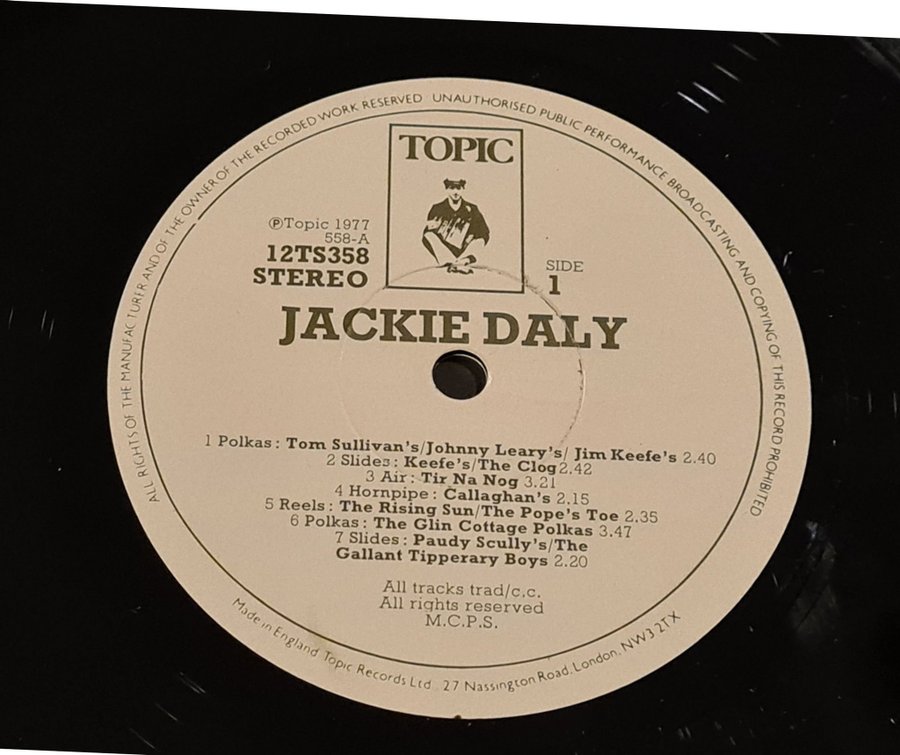 ALL RIGHTS OF THE MANUFACTURER AND OF THE OWNER OF THE RECORDED WORK RESERVED UNAUTHORISED PUBLIC PERFORMANCE BROADCASTING AND COPYING OF THIS RECORD PROHIBITED
TOPIC
℗Topic 1977
558-A
12TS358
STEREO
SIDE
1
JACKIE DALY
1 Polkas: Tom Sullivan's/Johnny Leary's/ Jim Keefe's 2.40
2 Slides: Keefe's/The Clog 2.42
3 Air: Tir Na Nog 3.21
4 Hornpipe: Callaghan's 2.15
5 Reels: The Rising Sun/The Pope's Toe 2.35
6 Polkas: The Glin Cottage Polkas 3.47
7 Slides: Paudy Scully's/The
Gallant Tipperary Boys 2.20
All tracks trad/c.c.
All rights reserved
M.C.P.S.
Made in England Topic Records Ltd. 27 Nassington Road, London, NW3 2TX